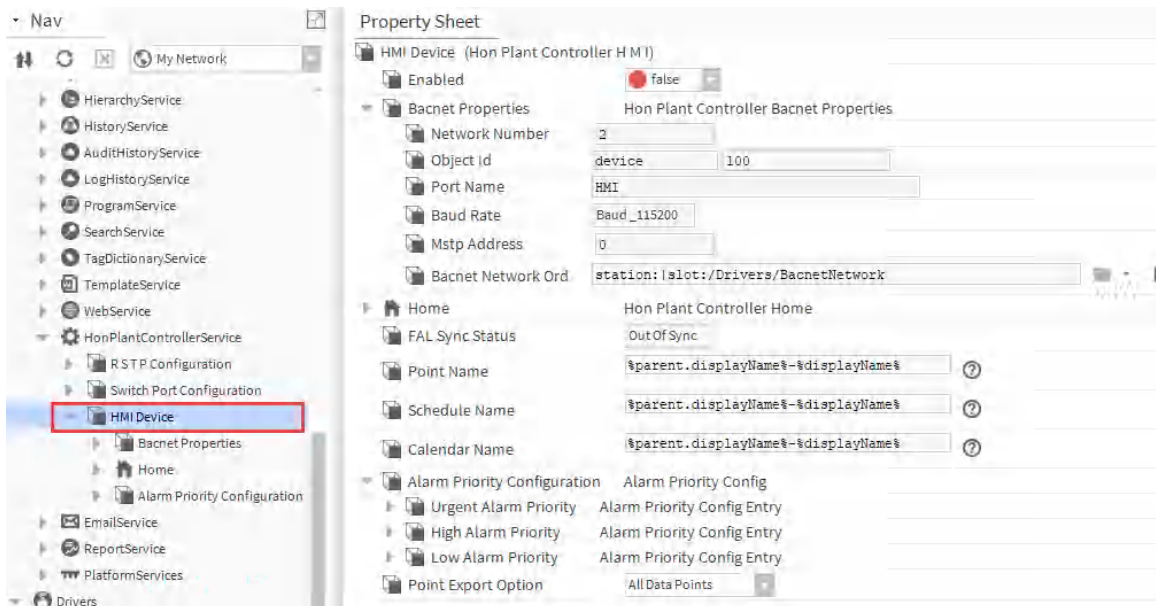 Nav
My Network
HierarchyService
HistoryService
AuditHistoryService
LogHistoryService
ProgramService
SearchService
TagDictionaryService
TemplateService
WebService
HonPlantControllerService
RSTP Configuration
Switch Port Configuration
HMI Device
Bacnet Properties
Home
Alarm Priority Configuration
EmailService
ReportService
PlatformServices
Drivers
Property Sheet
HMI Device (Hon Plant Controller H M I)
Enabled false
Bacnet Properties Hon Plant Controller Bacnet Properties
Network Number 2
Object Id device 100
Port Name HMI
Baud Rate Baud_115200
Mstp Address 0
Bacnet Network Ord station:|slot:/Drivers/BacnetNetwork
Home Hon Plant Controller Home
FAL Sync Status Out Of Sync
Point Name %parent.displayName%-%displayName%
Schedule Name %parent.displayName%-%displayName%
Calendar Name %parent.displayName%-%displayName%
Alarm Priority Configuration Alarm Priority Config
Urgent Alarm Priority Alarm Priority Config Entry
High Alarm Priority Alarm Priority Config Entry
Low Alarm Priority Alarm Priority Config Entry
Point Export Option All Data Points